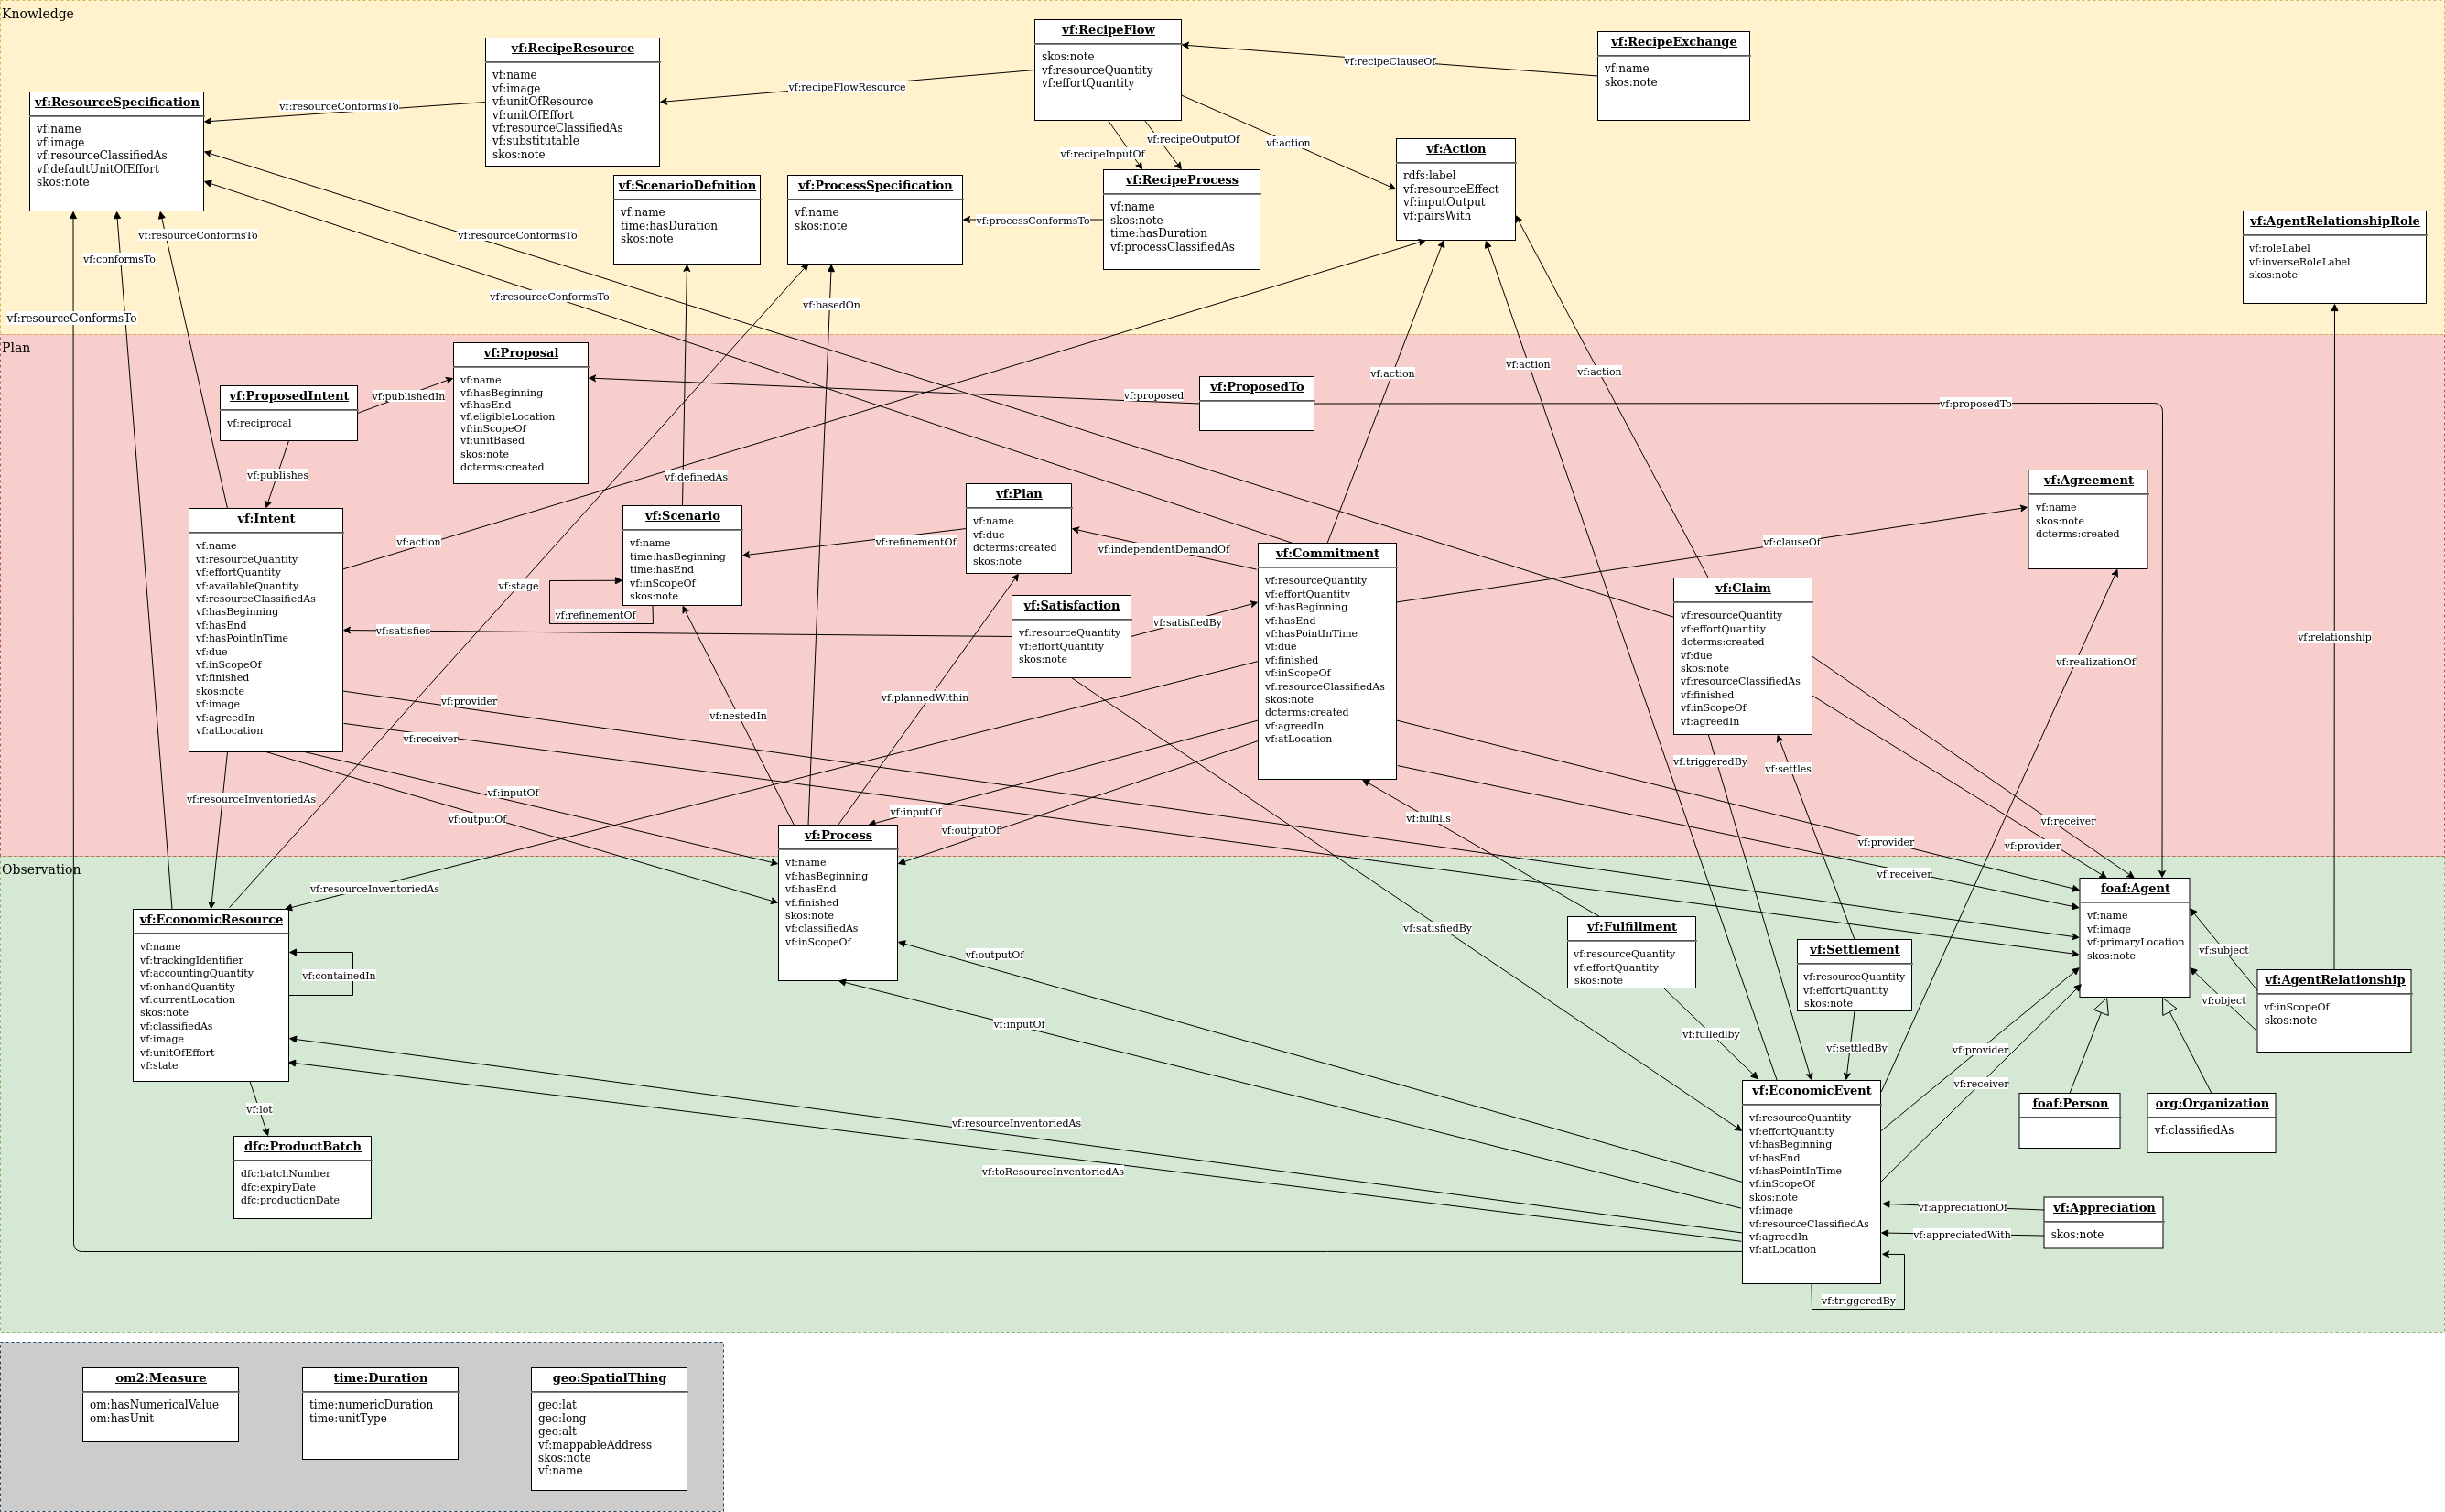 Knowledge
vf:RecipeFlow
skos:note
vf:resourceQuantity
vf:effortQuantity
vf:recipeClauseOf
vf:RecipeExchange
vf:name
skos:note
vf:RecipeResource
vf:name
vf:image
vf:unitOfResource
vf:unitOfEffort
vf:resourceClassifiedAs
vf:substitutable
skos:note
vf:recipeFlowResource
vf:resourceConformsTo
vf:ResourceSpecification
vf:name
vf:image
vf:resourceClassifiedAs
vf:defaultUnitOfEffort
skos:note
vf:recipeInputOf
vf:recipeOutputOf
vf:action
vf:Action
rdfs:label
vf:resourceEffect
vf:inputOutput
vf:pairsWith
vf:ScenarioDefnition
vf:name
time:hasDuration
skos:note
vf:ProcessSpecification
vf:name
skos:note
vf:processConformsTo
vf:RecipeProcess
vf:name
skos:note
time:hasDuration
vf:processClassifiedAs
vf:AgentRelationshipRole
vf:roleLabel
vf:inverseRoleLabel
skos:note
vf:resourceConformsTo
vf:conformsTo
vf:resourceConformsTo
vf:resourceConformsTo
vf:resourceConformsTo
vf:basedOn
Plan
vf:Proposal
vf:name
vf:hasBeginning
vf:hasEnd
vf:eligibleLocation
vf:inScopeOf
vf:unitBased
skos:note
dcterms:created
vf:ProposedIntent
vf:reciprocal
vf:publishedIn
vf:publishes
vf:proposed
vf:ProposedTo
vf:proposedTo
vf:action
vf:action
vf:action
vf:definedAs
vf:Agreement
vf:name
skos:note
dcterms:created
vf:Intent
vf:name
vf:resourceQuantity
vf:effortQuantity
vf:availableQuantity
vf:resourceClassifiedAs
vf:hasBeginning
vf:hasEnd
vf:hasPointInTime
vf:due
vf:inScopeOf
vf:finished
skos:note
vf:image
vf:agreedIn
vf:atLocation
vf:action
vf:stage
vf:Scenario
vf:name
time:hasBeginning
time:hasEnd
vf:inScopeOf
skos:note
vf:refinementOf
vf:refinementOf
vf:Plan
vf:name
vf:due
dcterms:created
skos:note
vf:independentDemandOf
vf:Commitment
vf:resourceQuantity
vf:effortQuantity
vf:hasBeginning
vf:hasEnd
vf:hasPointInTime
vf:due
vf:finished
vf:inScopeOf
vf:resourceClassifiedAs
skos:note
dcterms:created
vf:agreedIn
vf:atLocation
vf:clauseOf
vf:Satisfaction
vf:resourceQuantity
vf:effortQuantity
skos:note
vf:satisfies
vf:satisfiedBy
vf:Claim
vf:resourceQuantity
vf:effortQuantity
dcterms:created
vf:due
skos:note
vf:resourceClassifiedAs
vf:finished
vf:inScopeOf
vf:agreedIn
vf:relationship
vf:realizationOf
vf:provider
vf:receiver
vf:nestedIn
vf:plannedWithin
vf:triggeredBy
vf:settles
vf:resourceInventoriedAs
vf:inputOf
vf:outputOf
vf:inputOf
vf:outputOf
vf:fulfills
vf:receiver
vf:provider
vf:provider
vf:receiver
Observation
vf:Process
vf:name
vf:hasBeginning
vf:hasEnd
vf:finished
skos:note
vf:classifiedAs
vf:inScopeOf
vf:resourceInventoriedAs
vf:EconomicResource
vf:name
vf:trackingIdentifier
vf:accountingQuantity
vf:onhandQuantity
vf:currentLocation
skos:note
vf:classifiedAs
vf:image
vf:unitOfEffort
vf:state
vf:containedIn
vf:lot
dfc:ProductBatch
dfc:batchNumber
dfc:expiryDate
dfc:productionDate
vf:outputOf
vf:inputOf
vf:satisfiedBy
vf:Fulfillment
vf:resourceQuantity
vf:effortQuantity
skos:note
vf:fulledlby
vf:Settlement
vf:resourceQuantity
vf:effortQuantity
skos:note
vf:settledBy
foaf:Agent
vf:name
vf:image
vf:primaryLocation
skos:note
vf:subject
vf:object
vf:AgentRelationship
vf:inScopeOf
skos:note
vf:provider
vf:receiver
foaf:Person
org:Organization
vf:classifiedAs
vf:resourceInventoriedAs
vf:toResourceInventoriedAs
vf:EconomicEvent
vf:resourceQuantity
vf:effortQuantity
vf:hasBeginning
vf:hasEnd
vf:hasPointInTime
vf:inScopeOf
skos:note
vf:image
vf:resourceClassifiedAs
vf:agreedIn
vf:atLocation
vf:triggeredBy
vf:appreciationOf
vf:appreciatedWith
vf:Appreciation
skos:note
om2:Measure
om:hasNumericalValue
om:hasUnit
time:Duration
time:numericDuration
time:unitType
geo:SpatialThing
geo:lat
geo:long
geo:alt
vf:mappableAddress
skos:note
vf:name